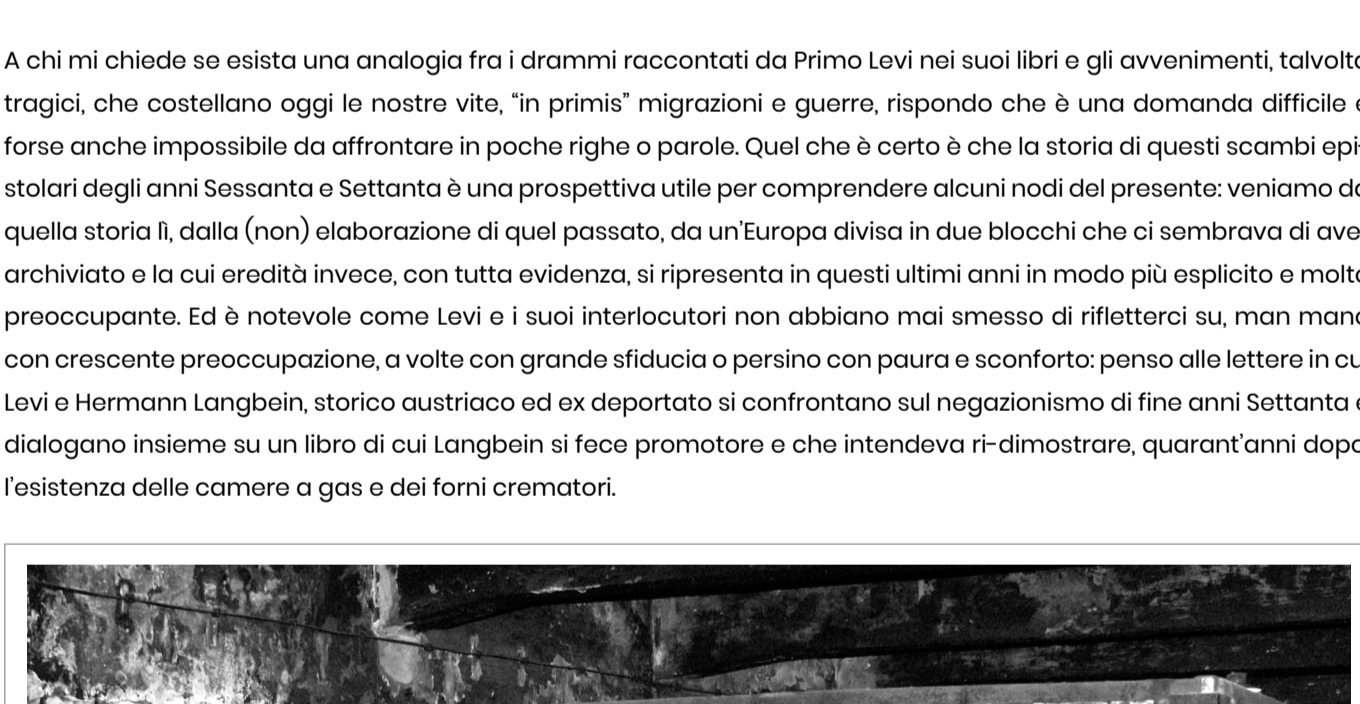 A chi mi chiede se esista una analogia fra i drammi raccontati da Primo Levi nei suoi libri e gli avvenimenti, talvolt
tragici, che costellano oggi le nostre vite, “in primis” migrazioni e guerre, rispondo che è una domanda difficile e
forse anche impossibile da affrontare in poche righe o parole. Quel che è certo è che la storia di questi scambi epi-
stolari degli anni Sessanta e Settanta è una prospettiva utile per comprendere alcuni nodi del presente: veniamo da
quella storia lì, dalla (non) elaborazione di quel passato, da un’Europa divisa in due blocchi che ci sembrava di ave
archiviato e la cui eredità invece, con tutta evidenza, si ripresenta in questi ultimi anni in modo più esplicito e molto
preoccupante. Ed è notevole come Levi e i suoi interlocutori non abbiano mai smesso di rifletterci su, man mano
con crescente preoccupazione, a volte con grande sfiducia o persino con paura e sconforto: penso alle lettere in cu
Levi e Hermann Langbein, storico austriaco ed ex deportato si confrontano sul negazionismo di fine anni Settanta e
dialogano insieme su un libro di cui Langbein si fece promotore e che intendeva ri-dimostrare, quarant’anni dopo
l’esistenza delle camere a gas e dei forni crematori.